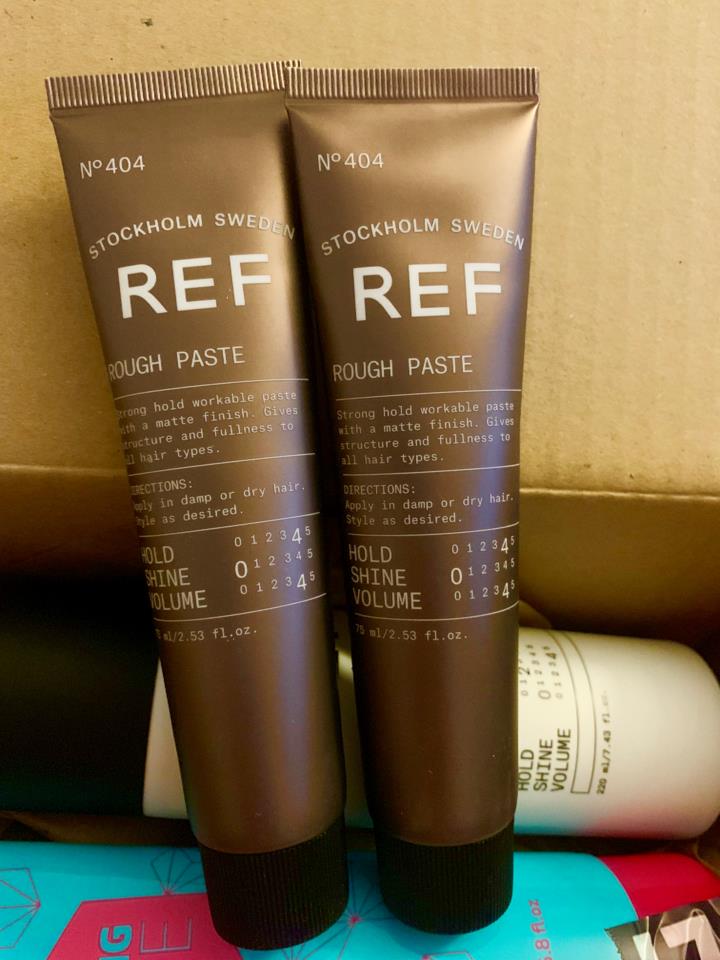 Nº404
STOCKHOLM SWEDEN
REF
ROUGH PASTE
Strong hold workable paste
with a matte finish. Gives
structure and fullness to
all hair types.
DIRECTIONS:
Apply in damp or dry hair.
Style as desired.
HOLD 0 1 2 3 4 5
SHINE 0 1 2 3 4 5
VOLUME 0 1 2 3 4 5
ml/2.53 fl.oz.
Nº404
STOCKHOLM SWEDEN
REF
ROUGH PASTE
Strong hold workable paste
with a matte finish. Gives
structure and fullness to
all hair types.
DIRECTIONS:
Apply in damp or dry hair.
Style as desired.
HOLD 0 1 2 3 4 5
SHINE 0 1 2 3 4 5
VOLUME 0 1 2 3 4 5
75 ml/2.53 fl.oz.
HOLD
SHINE
VOLUME
220 ml/7.43 fl.oz.
.8 fl.oz